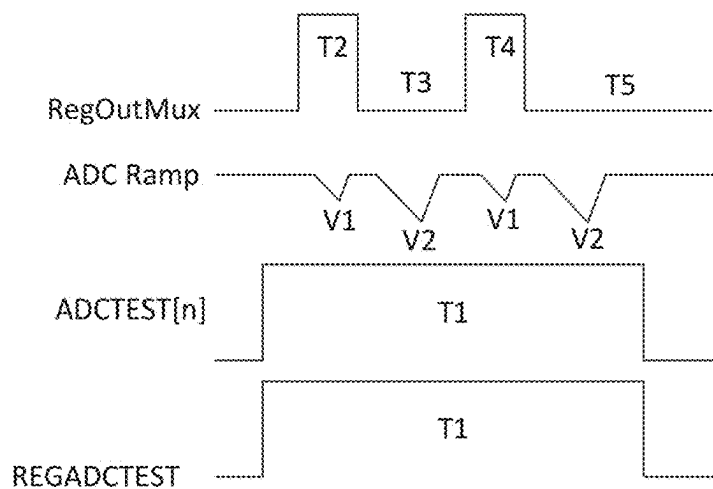 T2
T4
T3
T5
RegOutMux
ADC Ramp
V1
V2
V1
V2
ADCTEST[n]
T1
T1
REGADCTEST